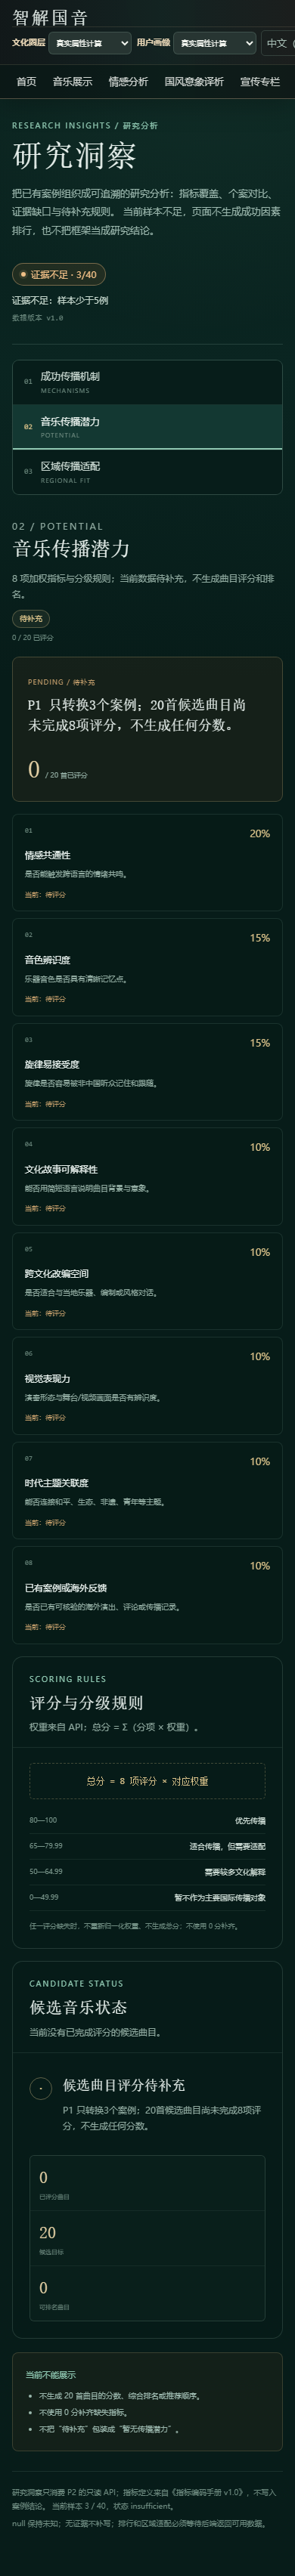 智解国音
文化圈层 真实属性计算 用户画像 真实属性计算 中文
首页 音乐展示 情感分析 国风意象评析 宣传专栏
RESEARCH INSIGHTS / 研究分析
研究洞察
把已有案例组织成可追溯的研究分析：指标覆盖、个案对比、
证据缺口与待补充规则。 当前样本不足，页面不生成成功因素
排行，也不把框架当成研究结论。
证据不足 · 3/40
证据不足：样本少于5例
数据版本 v1.0
01 成功传播机制
MECHANISMS
02 音乐传播潜力
POTENTIAL
03 区域传播适配
REGIONAL FIT
02 / POTENTIAL
音乐传播潜力
8 项加权指标与分级规则；当前数据待补充，不生成曲目评分和排
名。
待补充
0 / 20 已评分
PENDING / 待补充
P1 只转换3个案例；20首候选曲目尚
未完成8项评分，不生成任何分数。
0 / 20 首已评分
01 20%
情感共通性
是否能触发跨语言的情绪共鸣。
当前：待评分
02 15%
音色辨识度
乐器音色是否具有清晰记忆点。
当前：待评分
03 15%
旋律易接受度
旋律是否容易被非中国听众记住和跟随。
当前：待评分
04 10%
文化故事可解释性
能否用简短语言说明曲目背景与意象。
当前：待评分
05 10%
跨文化改编空间
是否适合与当地乐器、编制或风格对话。
当前：待评分
06 10%
视觉表现力
演奏形态与舞台/视频画面是否有辨识度。
当前：待评分
07 10%
时代主题关联度
能否连接和平、生态、非遗、青年等主题。
当前：待评分
08 10%
已有案例或海外反馈
是否已有可核验的海外演出、评论或传播记录。
当前：待评分
SCORING RULES
评分与分级规则
权重来自 API；总分 = Σ（分项 × 权重）。
总分 = 8 项评分 × 对应权重
80—100 优先传播
65—79.99 适合传播，但需要适配
50—64.99 需要较多文化解释
0—49.99 暂不作为主要国际传播对象
任一评分缺失时，不重新归一化权重、不生成总分；不使用 0 分补齐。
CANDIDATE STATUS
候选音乐状态
当前没有已完成评分的候选曲目。
候选曲目评分待补充
P1 只转换3个案例；20首候选曲目尚未完成8项评
分，不生成任何分数。
0
已评分曲目
20
候选目标
0
可排名曲目
当前不能展示
• 不生成 20 首曲目的分数、综合排名或推荐顺序。
• 不使用 0 分补齐缺失指标。
• 不把“待补充”包装成“暂无传播潜力”。
研究洞察只消费 P2 的只读 API；指标定义来自《指标编码手册 v1.0》，不写入
案例结论。 当前样本 3 / 40，状态 insufficient。
null 保持未知；无证据不补写；排行和区域适配必须等待后端返回可用数据。